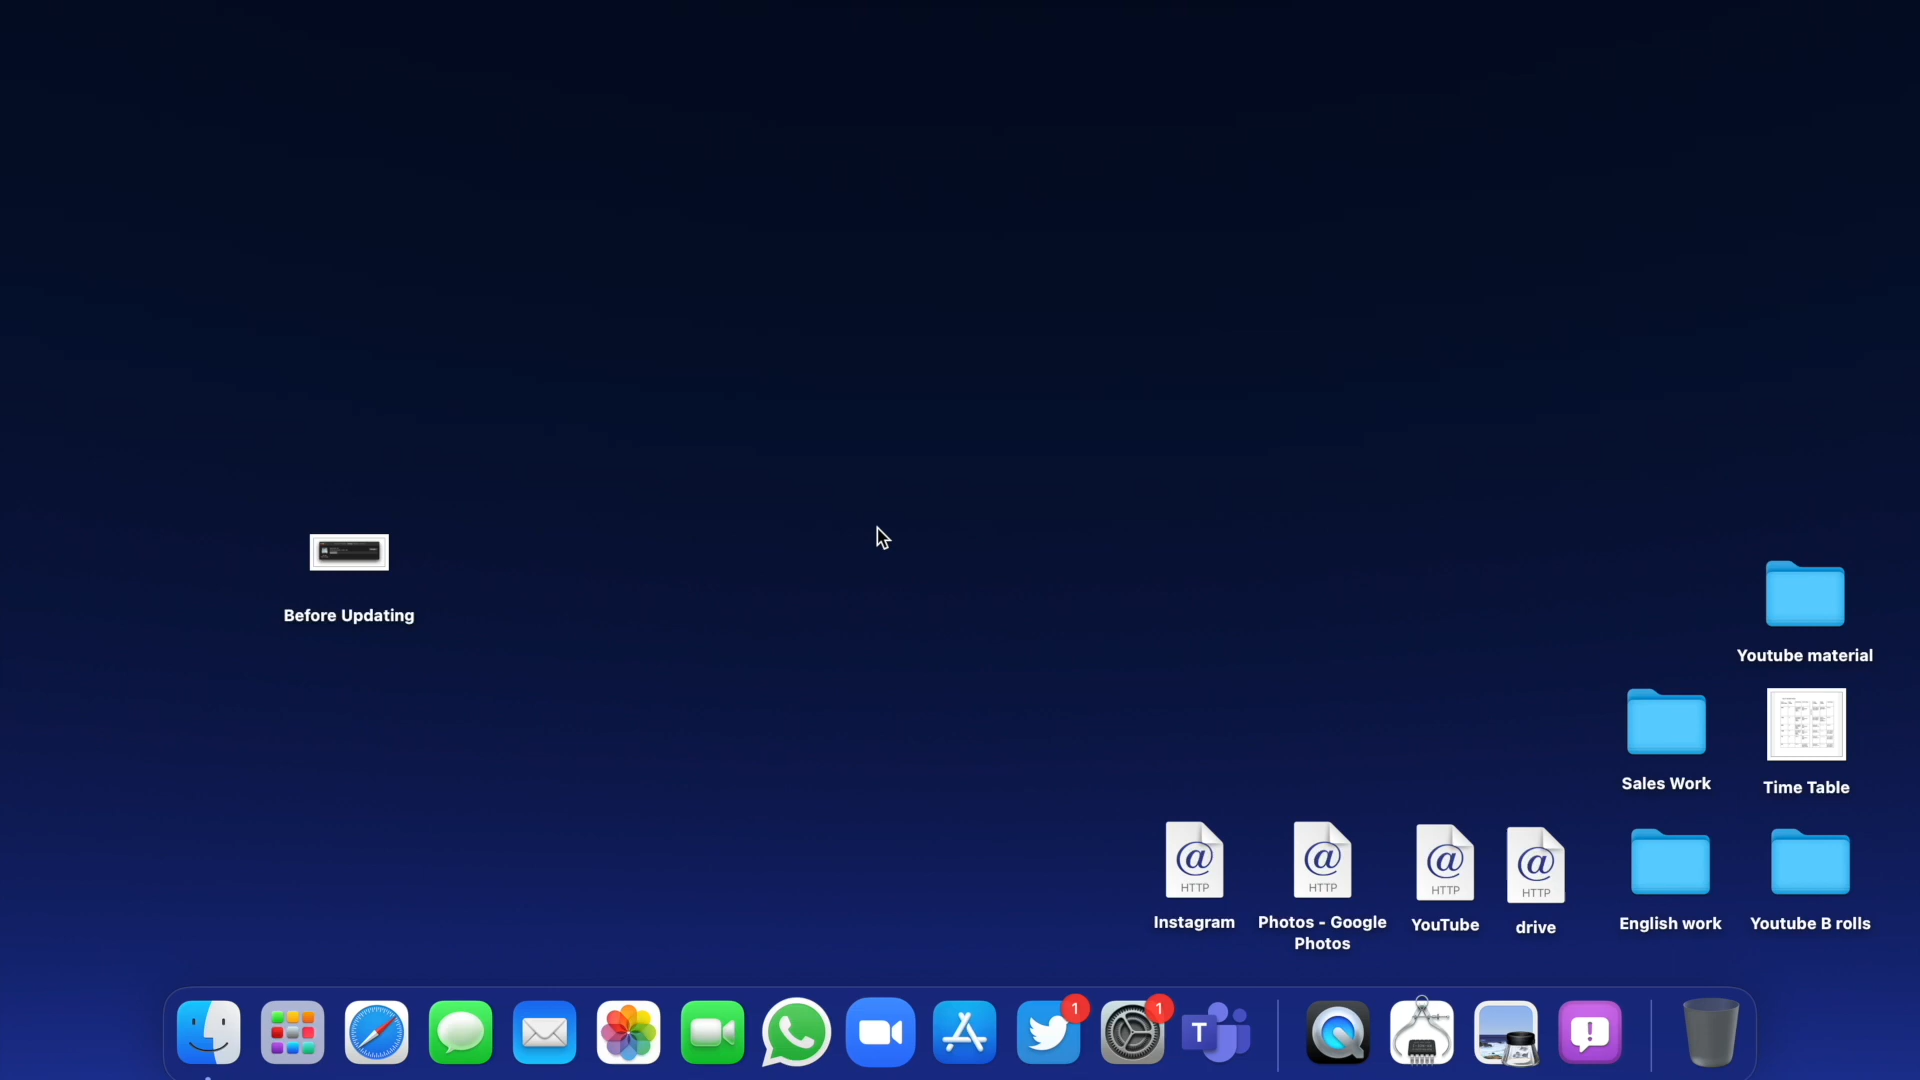 Before Updating
Youtube material
Sales Work
Time Table
HTTP
HTTP
HTTP
HTTP
Instagram
Photos - Google
Photos
YouTube
drive
English work
Youtube B rolls
1
1
T